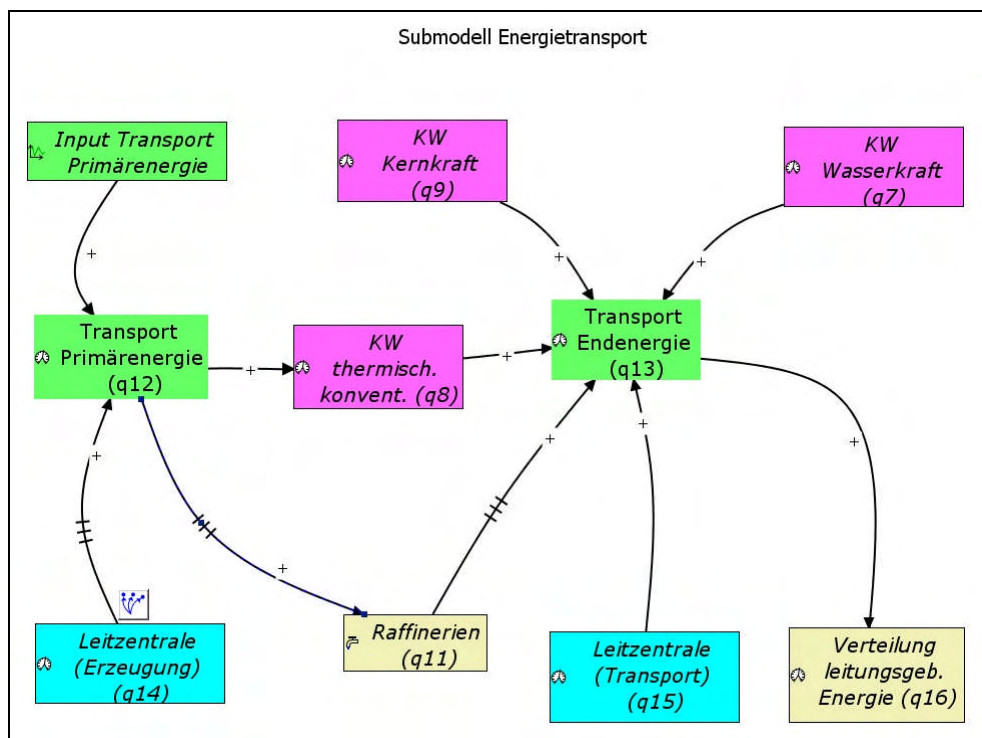 Submodell Energietransport
Input Transport
Primärenergie
KW
Kernkraft
(q9)
KW
Wasserkraft
(q7)
+
+
+
Transport
Primärenergie
(q12)
+
KW
thermisch.
konvent. (q8)
+
Transport
Endenergie
(q13)
+
+
+
+
+
Leitzentrale
(Erzeugung)
(q14)
Raffinerien
(q11)
Leitzentrale
(Transport)
(q15)
Verteilung
leitungsgeb.
Energie (q16)